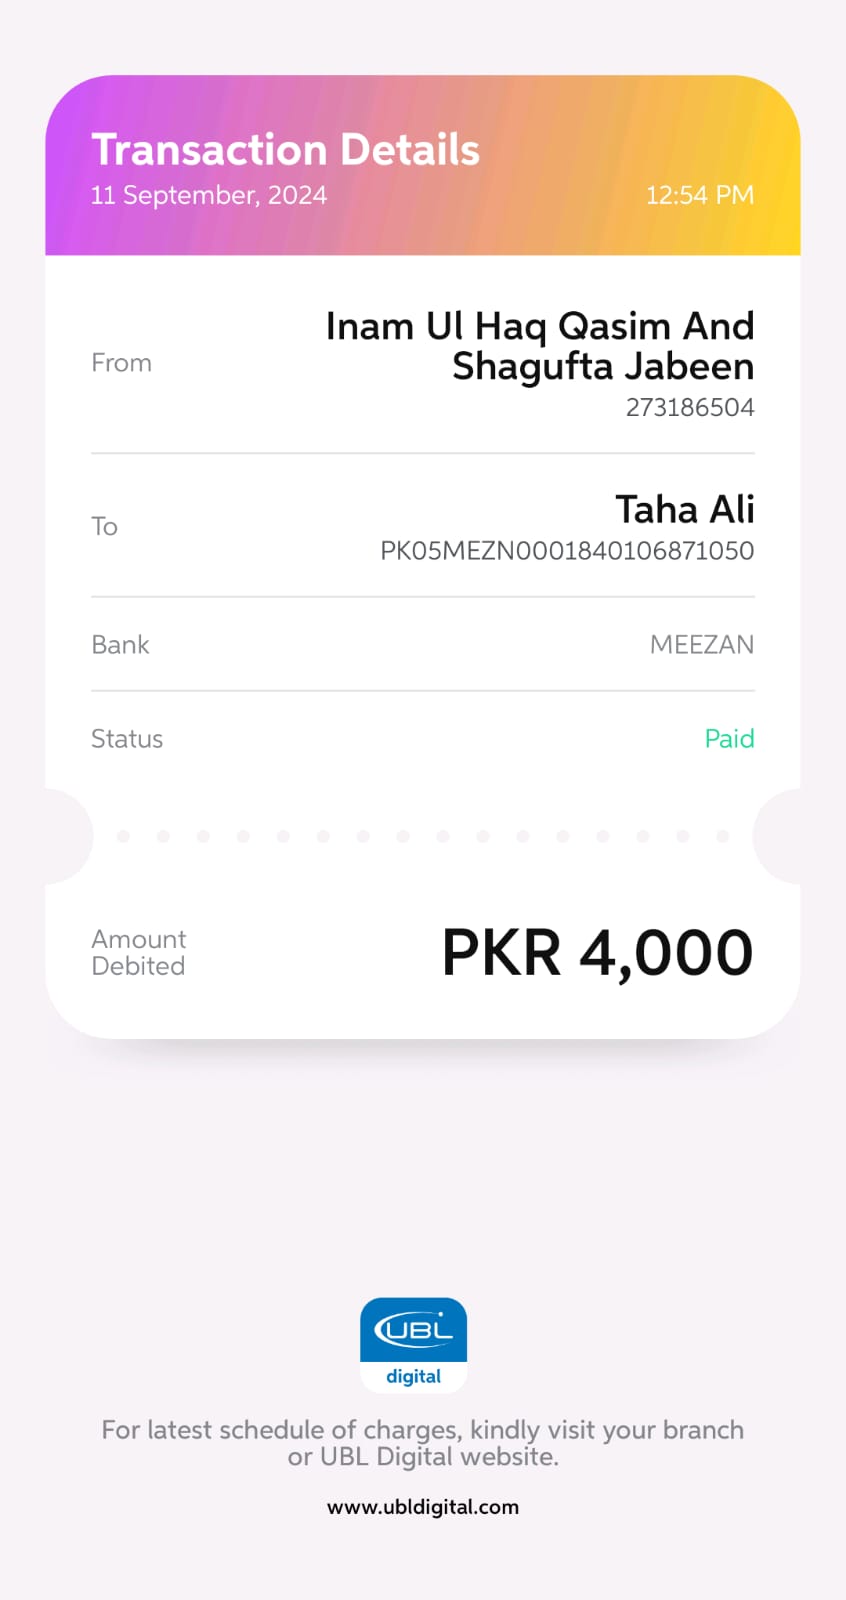 Transaction Details
11 September, 2024 12:54 PM
From
Inam Ul Haq Qasim And
Shagufta Jabeen
273186504
To
Taha Ali
PK05MEZN0001840106871050
Bank MEEZAN
Status Paid
Amount
Debited
PKR 4,000
UBL
digital
For latest schedule of charges, kindly visit your branch
or UBL Digital website.
www.ubldigital.com